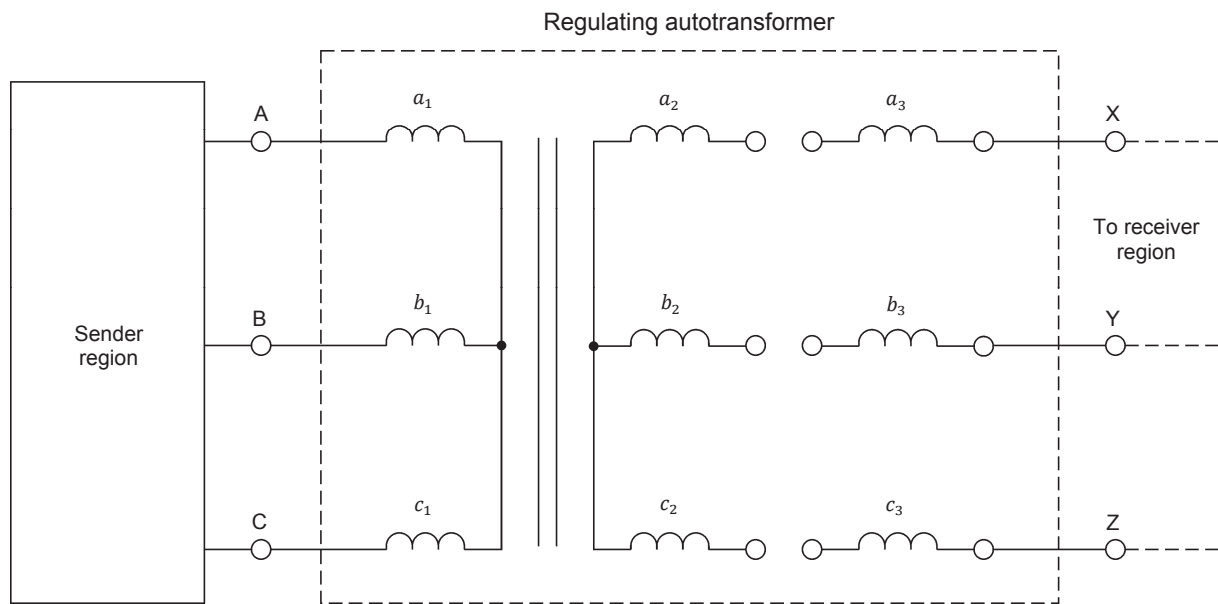 Regulating autotransformer
a₁
a₂
a₃
A
X
To receiver
region
b₁
b₂
b₃
B
Y
Sender
region
c₁
c₂
c₃
C
Z